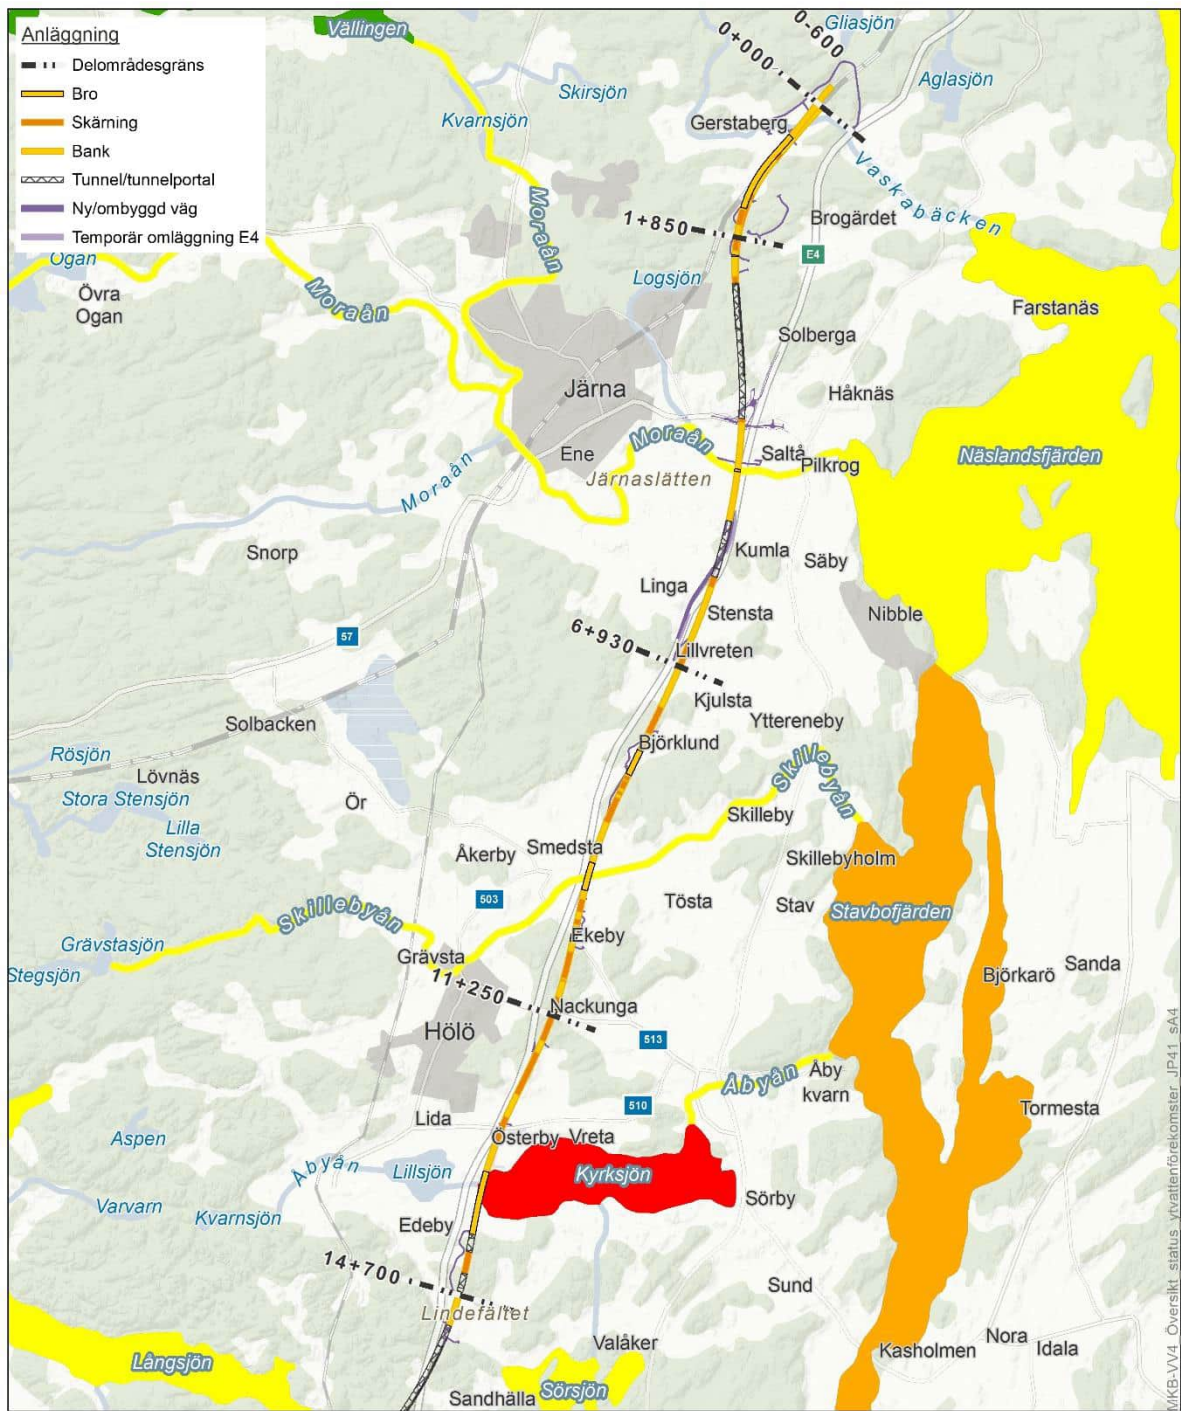 Anläggning
Delområdesgräns
Bro
Skärning
Bank
Tunnel/tunnelportal
Ny/ombyggd väg
Temporär omläggning E4
Vällingen
Gliasjön
0-600
0+000
Skirsjön
Aglasjön
Kvarnsjön
Gerstaberg
Vaskabäcken
Moraån
1+850
Brogärdet
E4
Ogan
Övra
Ogan
Moraån
Logsjön
Farstanäs
Solberga
Järna
Håknäs
Moraån
Ene
Saltå
Pilkrog
Näslandsfjärden
Järnaslätten
Moraån
Snorp
Kumla
Säby
Linga
Stensta
Nibble
57
6+930
Lillvreten
Kjulsta
Solbacken
Yttereneby
Björklund
Rösjön
Lövnäs
Skillebyån
Stora Stensjön
Ör
Skilleby
Lilla
Stensjön
Smedsta
Åkerby
Skillebyholm
503
Tösta
Stav
Stavbofjärden
Skillebyån
Grävstasjön
Ekeby
Grävsta
Stegsjön
Björkarö
Sanda
11+250
Nackunga
Hölö
513
Åbyån
Åby
kvarn
510
Tormesta
Lida
Aspen
Österby
Vreta
Åbyån
Lillsjön
Kyrksjön
Varvarn
Kvarnsjön
Sörby
Edeby
14+700
Sund
Lindefältet
Valåker
Nora
Idala
Kasholmen
Långsjön
Sandhälla
Sörsjön
MKB-VV4 Översikt status ytvattenförekomster JP41 sA4